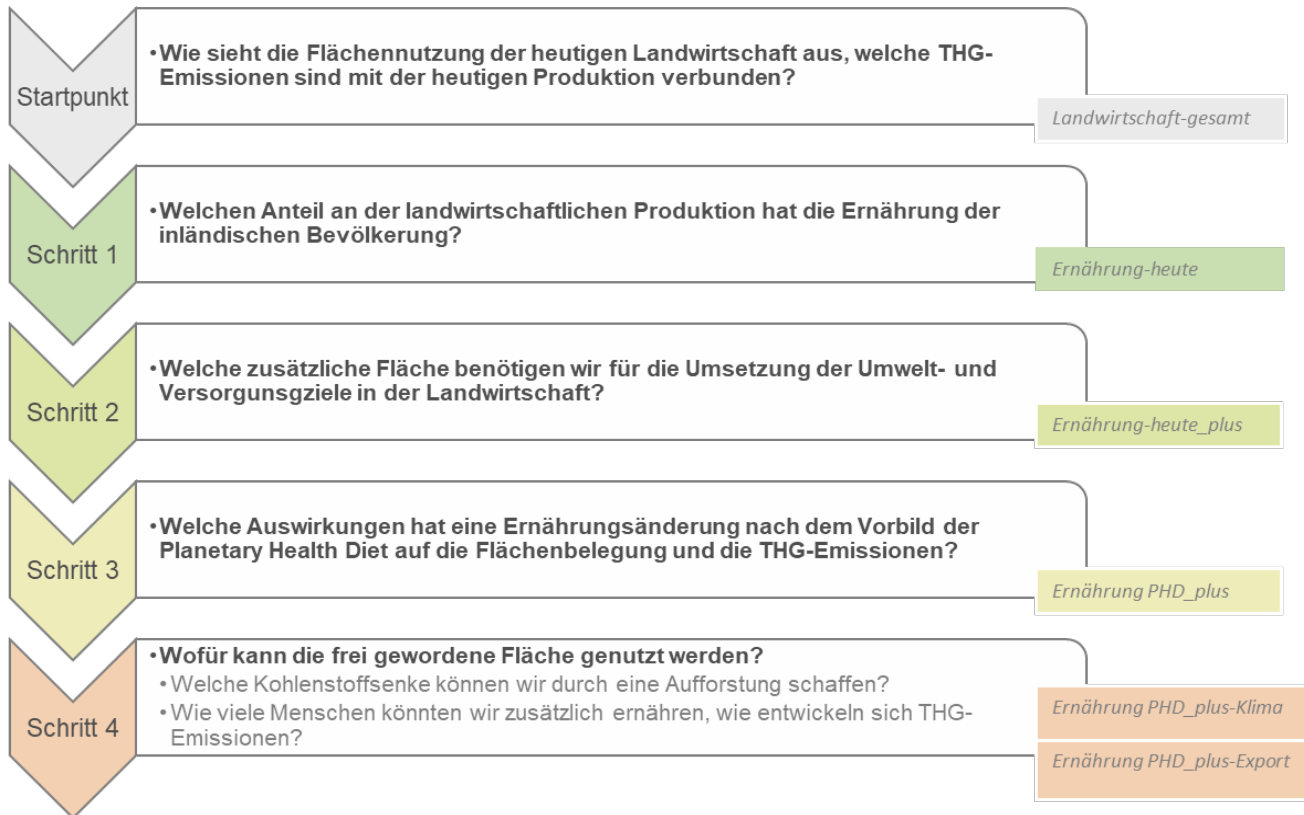 Startpunkt
•Wie sieht die Flächennutzung der heutigen Landwirtschaft aus, welche THG-
Emissionen sind mit der heutigen Produktion verbunden?
Landwirtschaft-gesamt
Schritt 1
•Welchen Anteil an der landwirtschaftlichen Produktion hat die Ernährung der
inländischen Bevölkerung?
Ernährung-heute
Schritt 2
•Welche zusätzliche Fläche benötigen wir für die Umsetzung der Umwelt- und
Versorgunsgziele in der Landwirtschaft?
Ernährung-heute_plus
Schritt 3
•Welche Auswirkungen hat eine Ernährungsänderung nach dem Vorbild der
Planetary Health Diet auf die Flächenbelegung und die THG-Emissionen?
Ernährung PHD_plus
Schritt 4
•Wofür kann die frei gewordene Fläche genutzt werden?
•Welche Kohlenstoffsenke können wir durch eine Aufforstung schaffen?
•Wie viele Menschen könnten wir zusätzlich ernähren, wie entwickeln sich THG-
Emissionen?
Ernährung PHD_plus-Klima
Ernährung PHD_plus-Export